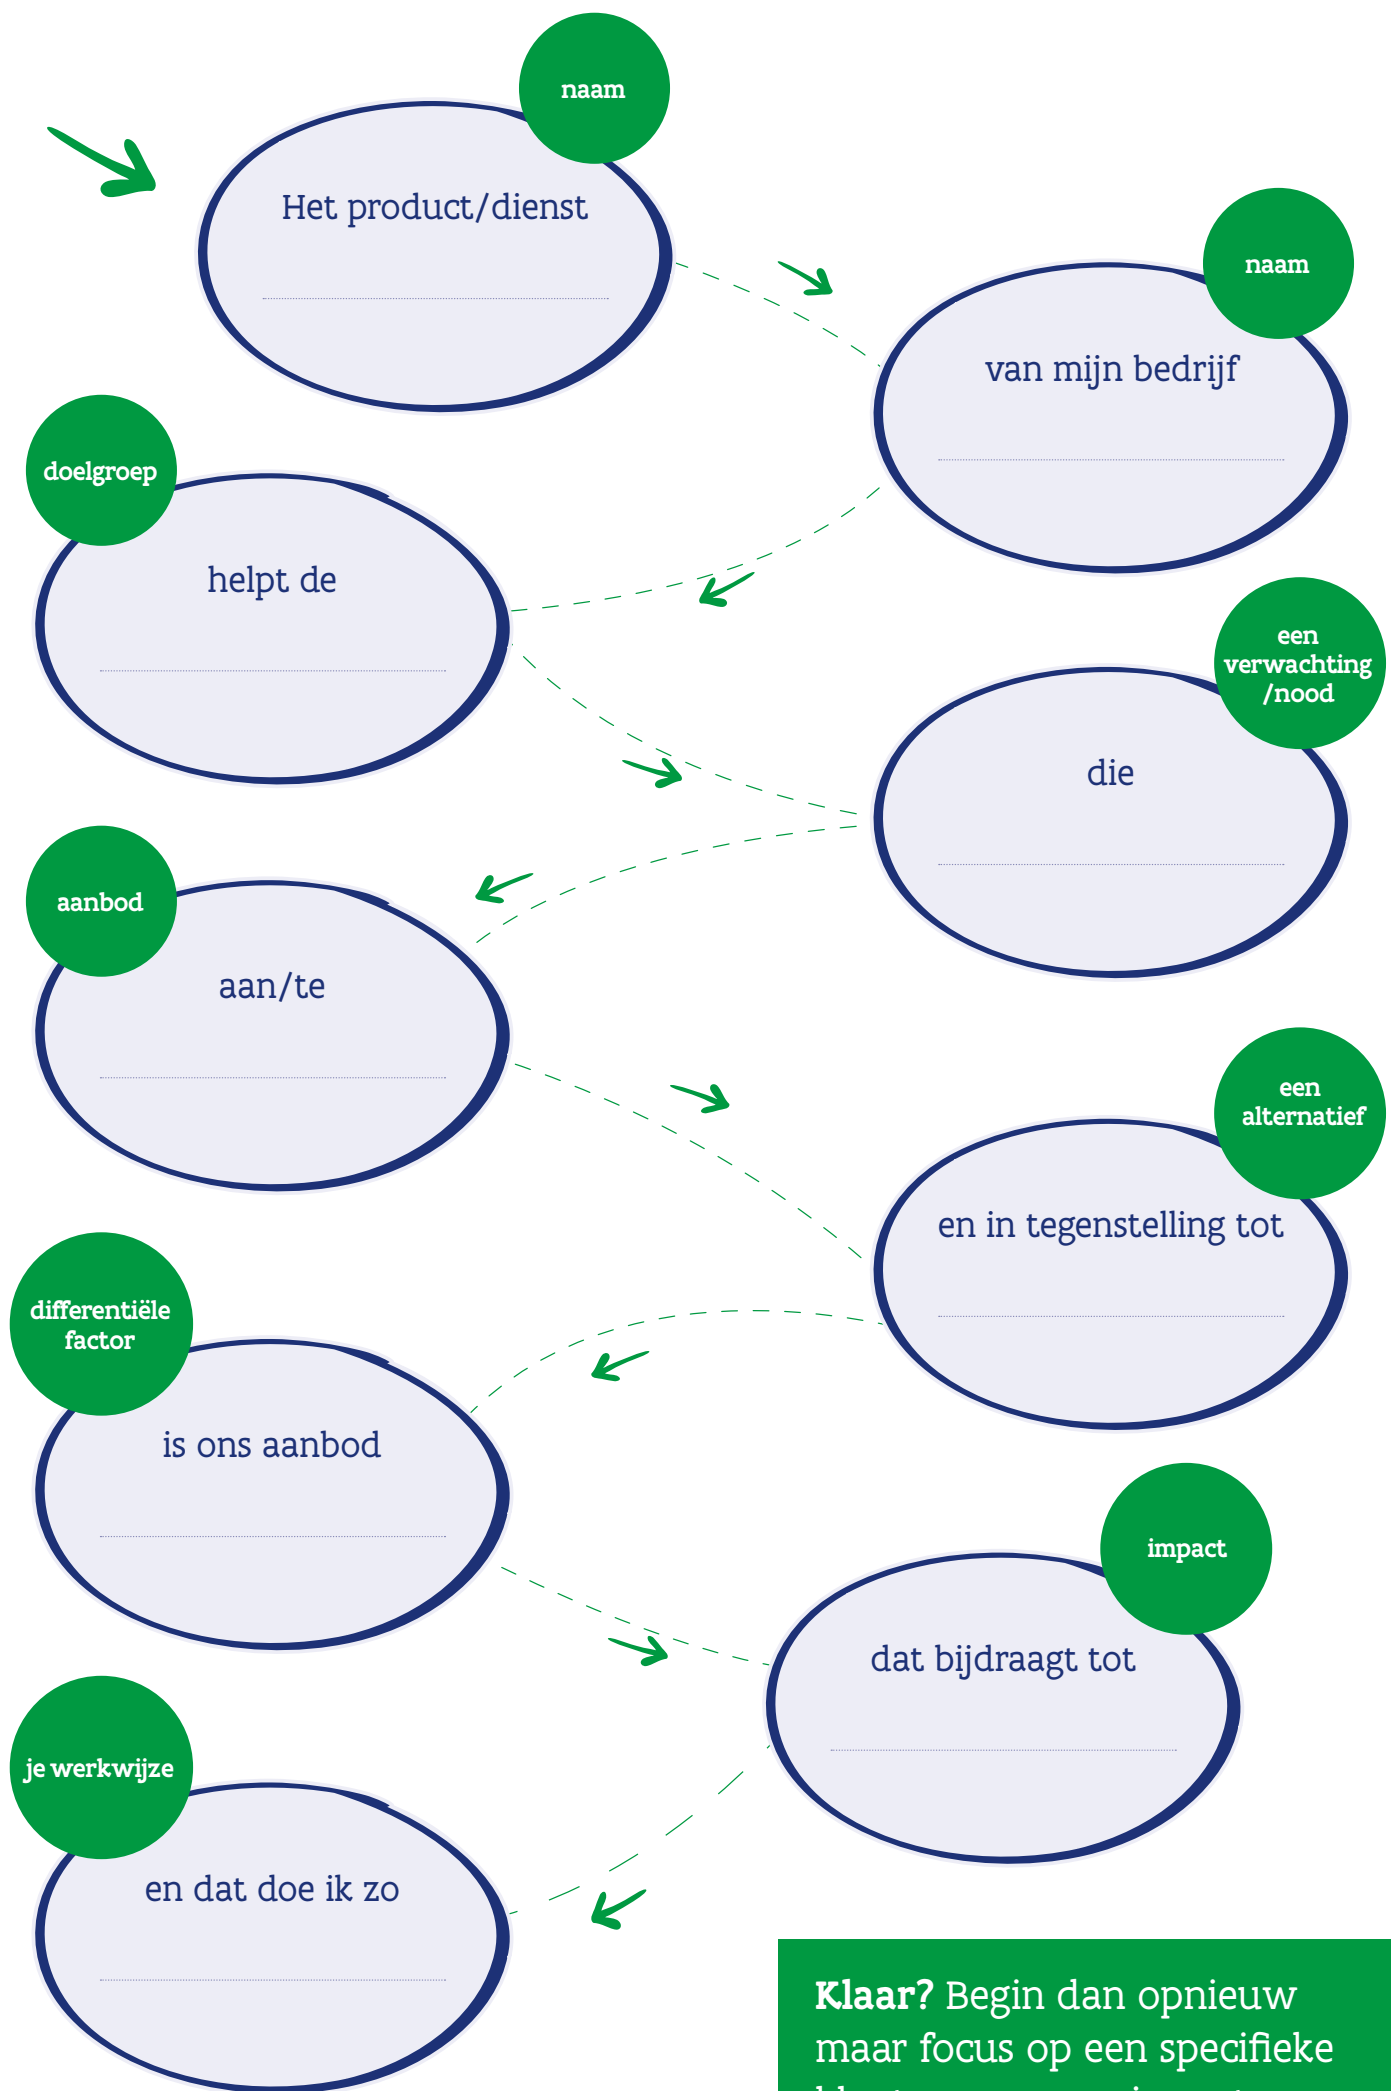 naam
Het product/dienst
naam
van mijn bedrijf
doelgroep
helpt de
een
verwachting
/nood
die
aanbod
aan/te
een
alternatief
en in tegenstelling tot
differentiële
factor
is ons aanbod
impact
dat bijdraagt tot
je werkwijze
en dat doe ik zo
Klaar? Begin dan opnieuw
maar focus op een specifieke